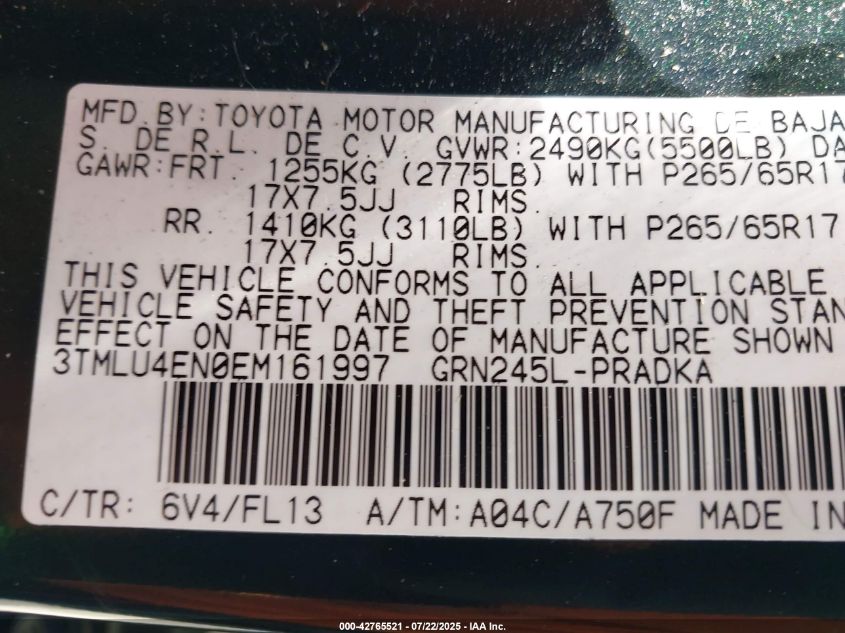 MFD. BY: TOYOTA MOTOR MANUFACTURING DE BAJA
S. DE R.L. DE C.V. GVWR:2490KG(5500LB) DA
GAWR:FRT. 1255KG (2775LB) WITH P265/65R17
17X7.5JJ RIMS.
RR. 1410KG (3110LB) WITH P265/65R17
17X7.5JJ RIMS.
THIS VEHICLE CONFORMS TO ALL APPLICABLE
VEHICLE SAFETY AND THEFT PREVENTION STAN
EFFECT ON THE DATE OF MANUFACTURE SHOWN
3TMLU4EN0EM161997 GRN245L-PRADKA
C/TR: 6V4/FL13 A/TM:A04C/A750F MADE IN
000-42765521 - 07/22/2025 - IAA Inc.